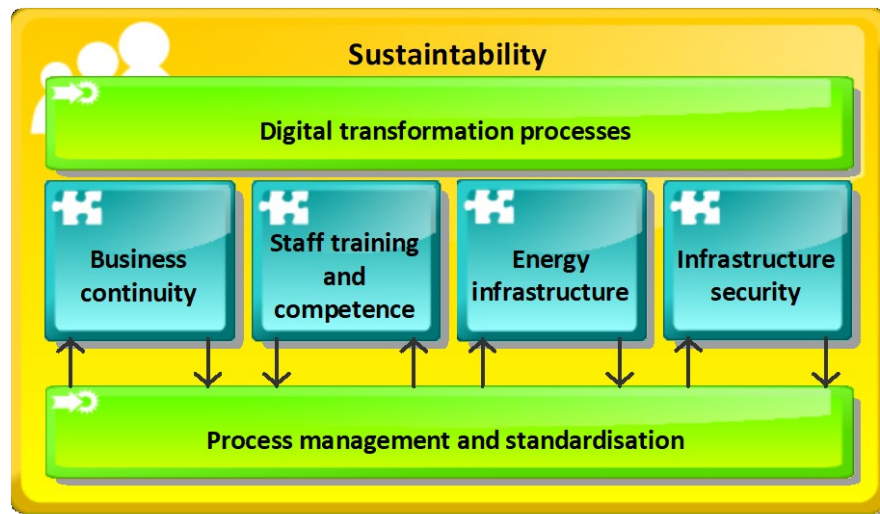 Sustaintability
Digital transformation processes
Business
continuity
Staff training
and
competence
Energy
infrastructure
Infrastructure
security
Process management and standardisation